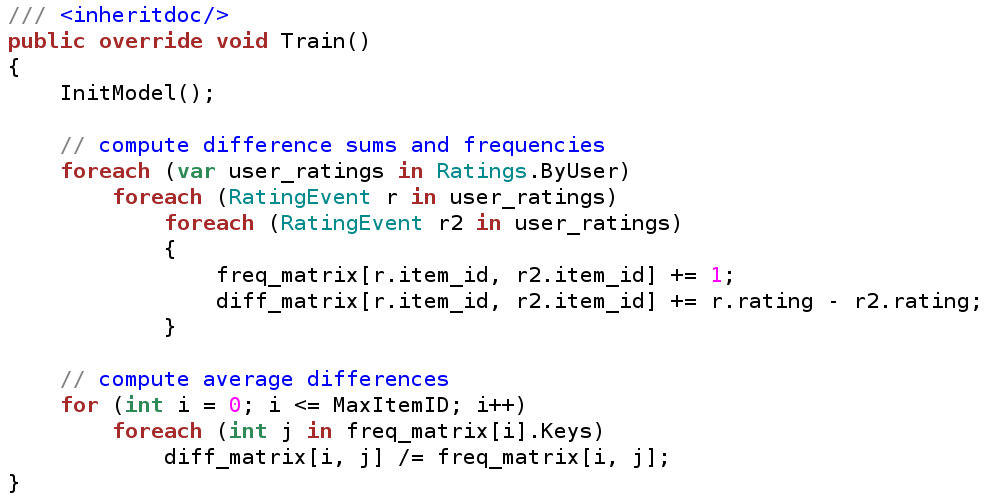 /// <inheritdoc/>
public override void Train()
{
    InitModel();

    // compute difference sums and frequencies
    foreach (var user_ratings in Ratings.ByUser)
        foreach (RatingEvent r in user_ratings)
            foreach (RatingEvent r2 in user_ratings)
            {
                freq_matrix[r.item_id, r2.item_id] += 1;
                diff_matrix[r.item_id, r2.item_id] += r.rating - r2.rating;
            }

    // compute average differences
    for (int i = 0; i <= MaxItemID; i++)
        foreach (int j in freq_matrix[i].Keys)
            diff_matrix[i, j] /= freq_matrix[i, j];
}